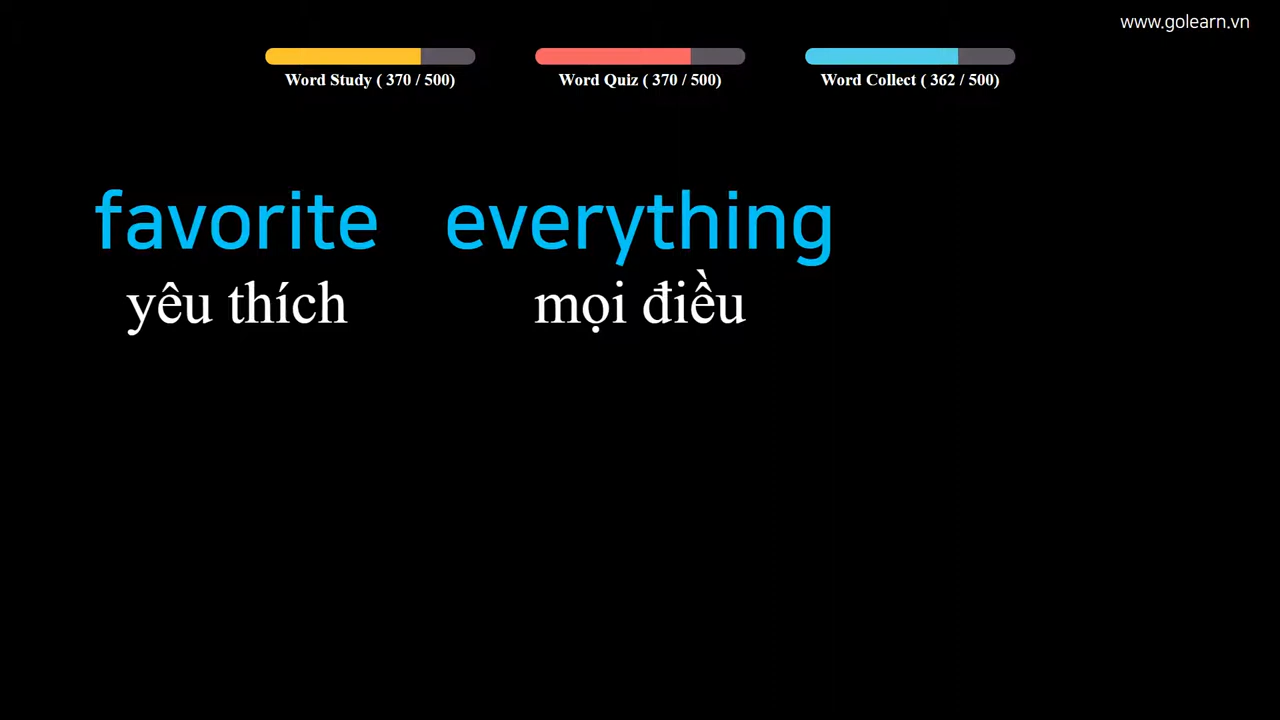 www.golearn.vn
Word Study ( 370 / 500)
Word Quiz ( 370 / 500)
Word Collect ( 362 / 500)
favorite everything
yêu thích mọi điều